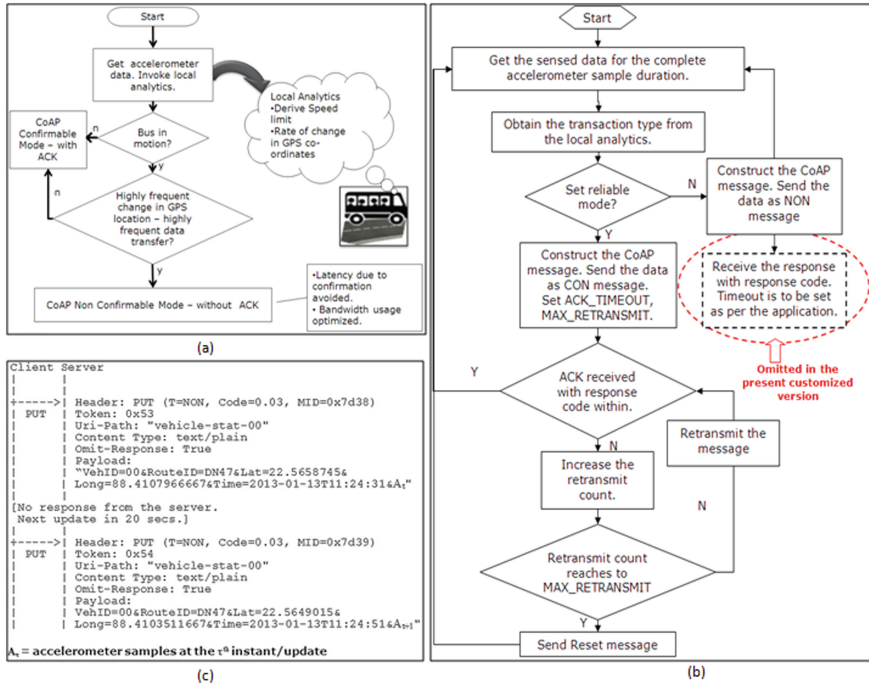 Start
Get accelerometer
data. Invoke local
analytics.
Local Analytics
•Derive Speed
limit
•Rate of change
in GPS co-
ordinates
CoAP
Confirmable
Mode – with
ACK
n
Bus in
motion?
y
n
Highly frequent
change in GPS
location – highly
frequent data
transfer?
y
CoAP Non Confirmable Mode – without ACK
•Latency due to
confirmation
avoided.
• Bandwidth usage
optimized.
(a)
Client Server
| |
+----->| Header: PUT (T=NON, Code=0.03, MID=0x7d38)
| PUT | Token: 0x53
| | Uri-Path: "vehicle-stat-00"
| | Content Type: text/plain
| | Omit-Response: True
| | Payload:
| | "VehID=00&RouteID=DN47&Lat=22.5658745&
| | Long=88.4107966667&Time=2013-01-13T11:24:31&Aτ"
| |
[No response from the server.
Next update in 20 secs.]
| |
+----->| Header: PUT (T=NON, Code=0.03, MID=0x7d39)
| PUT | Token: 0x54
| | Uri-Path: "vehicle-stat-00"
| | Content Type: text/plain
| | Omit-Response: True
| | Payload:
| | VehID=00&RouteID=DN47&Lat=22.5649015&
| | Long=88.4103511667&Time=2013-01-13T11:24:51&Aτ+1"
Aτ = accelerometer samples at the τth instant/update
(c)
Start
Get the sensed data for the complete
accelerometer sample duration.
Obtain the transaction type from
the local analytics.
Set reliable
mode?
N
Construct the CoAP
message. Send the
data as NON
message
Y
Construct the CoAP
message. Send the data
as CON message.
Set ACK_TIMEOUT,
MAX_RETRANSMIT.
Receive the response
with response code.
Timeout is to be set
as per the application.
Omitted in the
present customized
version
Y
ACK received
with response
code within.
N
Retransmit the
message
Increase the
retransmit
count.
N
Retransmit count
reaches to
MAX_RETRANSMIT
Y
Send Reset message
(b)